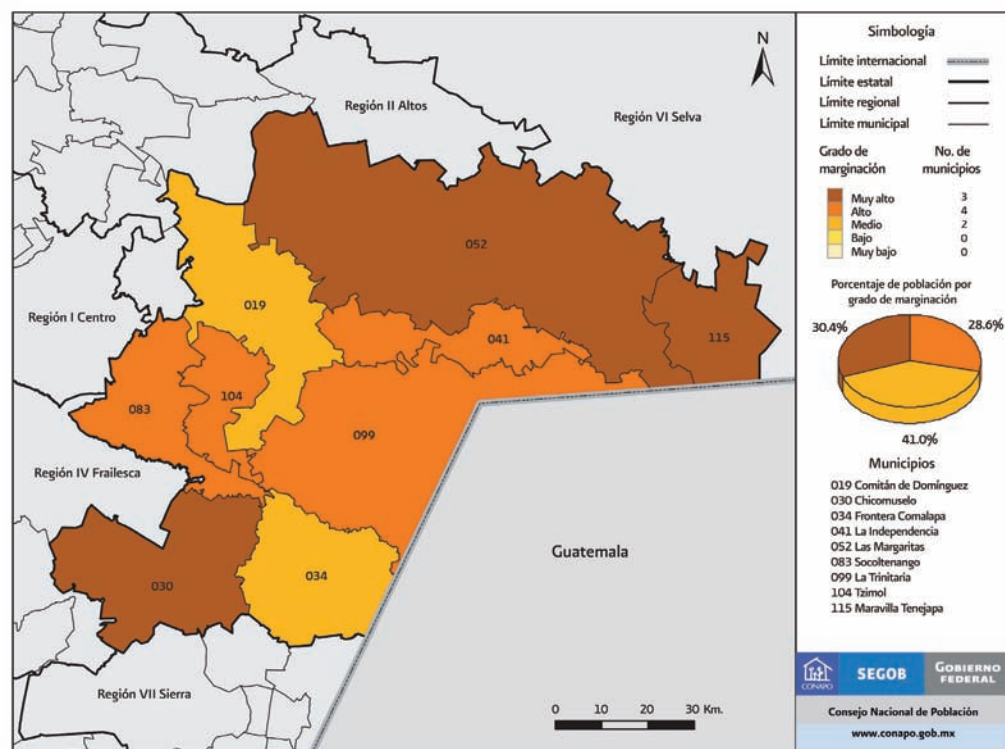 Región II Altos
N
Región VI Selva
052
019
Región I Centro
041
115
104
083
099
Región IV Frailesca
Guatemala
030
034
Región VII Sierra
0 10 20 30 Km.
Simbología
Límite internacional
Límite estatal
Límite regional
Límite municipal
Grado de marginación No. de municipios
Muy alto 3
Alto 4
Medio 2
Bajo 0
Muy bajo 0
Porcentaje de población por
grado de marginación
30.4%
28.6%
41.0%
Municipios
019 Comitán de Domínguez
030 Chicomuselo
034 Frontera Comalapa
041 La Independencia
052 Las Margaritas
083 Socoltenango
099 La Trinitaria
104 Tzimol
115 Maravilla Tenejapa
CONAPO
SEGOB
GOBIERNO
FEDERAL
Consejo Nacional de Población
www.conapo.gob.mx